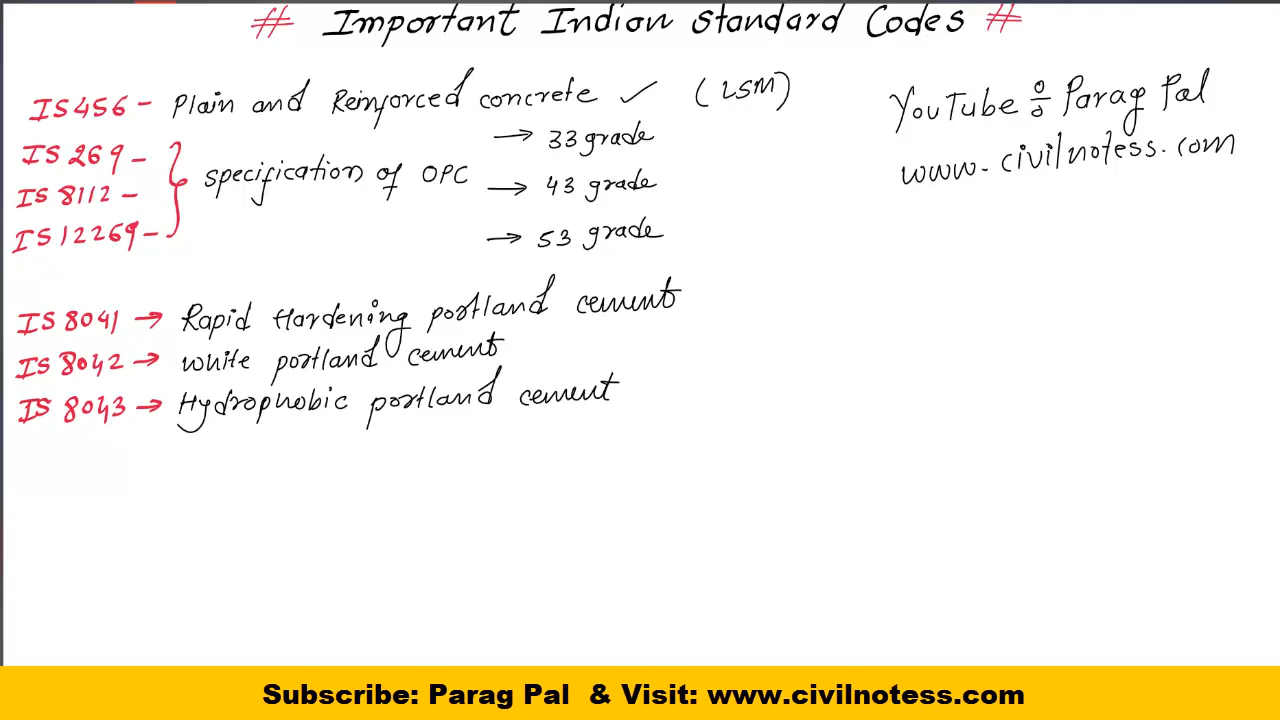 # Important Indian Standard Codes #
IS456 - Plain and Reinforced concrete ✓ (LSM)
YouTube : Parag Pal
www.civilnotess.com
IS 269 -
IS 8112 -
IS 12269 -
specification of OPC
→ 33 grade
→ 43 grade
→ 53 grade
IS 8041 → Rapid Hardening portland cement
IS 8042 → White portland cement
IS 8043 → Hydrophobic portland cement
Subscribe: Parag Pal & Visit: www.civilnotess.com